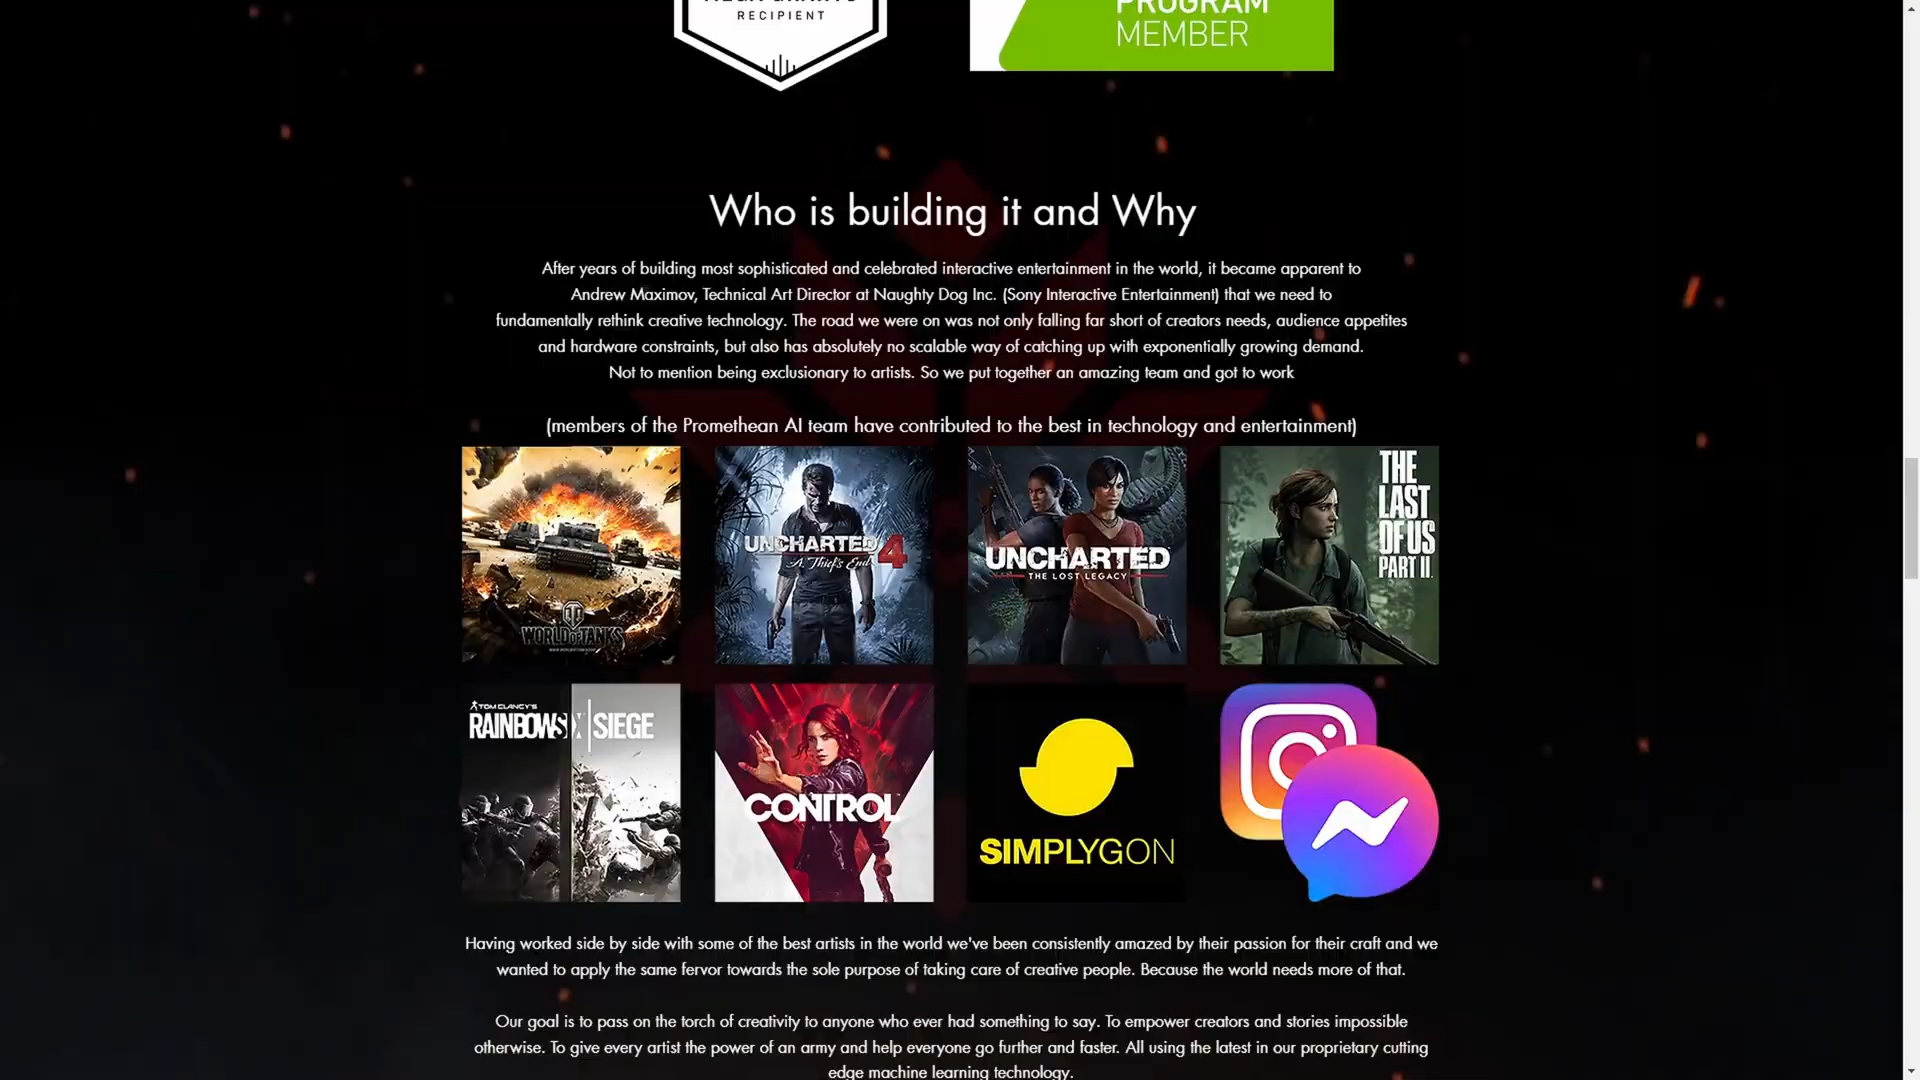 RECIPIENT
PROGRAM
MEMBER
Who is building it and Why
After years of building most sophisticated and celebrated interactive entertainment in the world, it became apparent to
Andrew Maximov, Technical Art Director at Naughty Dog Inc. (Sony Interactive Entertainment) that we need to
fundamentally rethink creative technology. The road we were on was not only falling far short of creators needs, audience appetites
and hardware constraints, but also has absolutely no scalable way of catching up with exponentially growing demand.
Not to mention being exclusionary to artists. So we put together an amazing team and got to work
(members of the Promethean AI team have contributed to the best in technology and entertainment)
WORLD OF TANKS
UNCHARTED 4
A Thief's End
UNCHARTED
THE LOST LEGACY
THE
LAST
OF US
PART II
TOM CLANCY'S
RAINBOW SIX | SIEGE
CONTROL
SIMPLYGON
Having worked side by side with some of the best artists in the world we've been consistently amazed by their passion for their craft and we
wanted to apply the same fervor towards the sole purpose of taking care of creative people. Because the world needs more of that.
Our goal is to pass on the torch of creativity to anyone who ever had something to say. To empower creators and stories impossible
otherwise. To give every artist the power of an army and help everyone go further and faster. All using the latest in our proprietary cutting
edge machine learning technology.